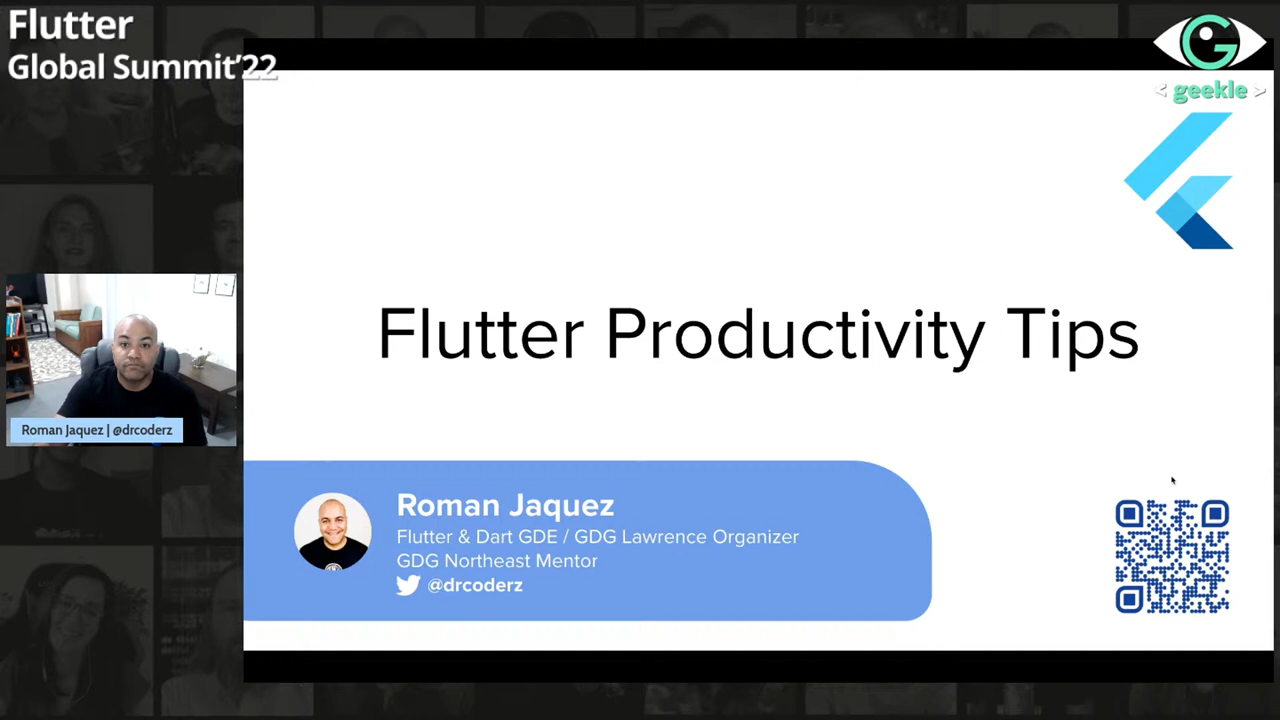 Flutter
Global Summit'22
< geekle >
Flutter Productivity Tips
Roman Jaquez | @drcoderz
Roman Jaquez
Flutter & Dart GDE / GDG Lawrence Organizer
GDG Northeast Mentor
@drcoderz